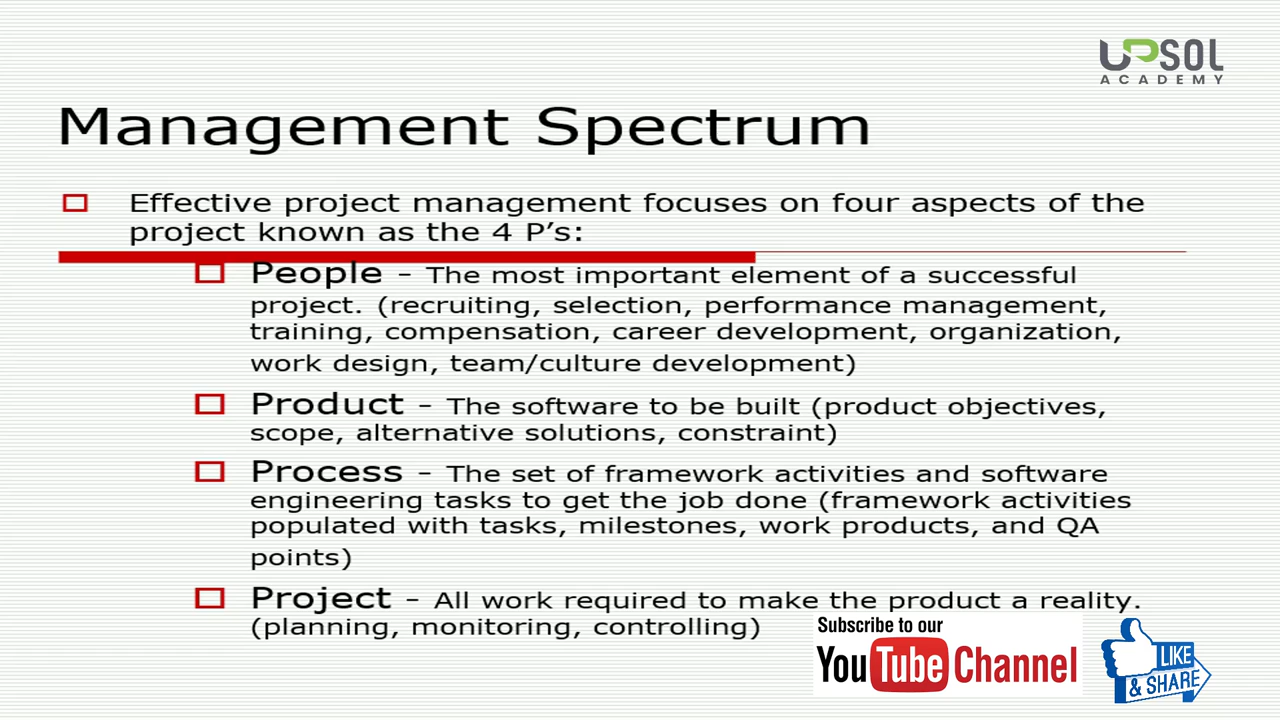 UPSOL
ACADEMY
Management Spectrum
Effective project management focuses on four aspects of the
project known as the 4 P’s:
People – The most important element of a successful
project. (recruiting, selection, performance management,
training, compensation, career development, organization,
work design, team/culture development)
Product – The software to be built (product objectives,
scope, alternative solutions, constraint)
Process – The set of framework activities and software
engineering tasks to get the job done (framework activities
populated with tasks, milestones, work products, and QA
points)
Project – All work required to make the product a reality.
(planning, monitoring, controlling)
Subscribe to our
YouTube Channel
LIKE
& SHARE